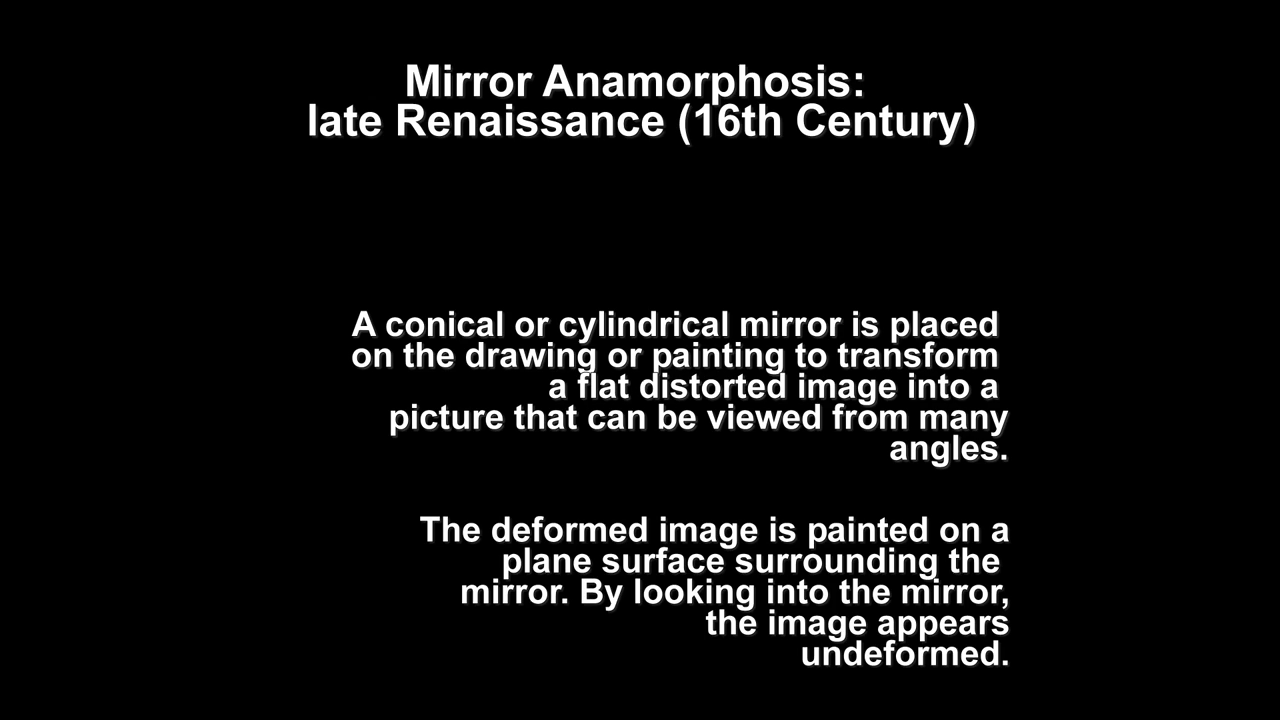 Mirror Anamorphosis:
late Renaissance (16th Century)
A conical or cylindrical mirror is placed
on the drawing or painting to transform
a flat distorted image into a
picture that can be viewed from many
angles.
The deformed image is painted on a
plane surface surrounding the
mirror. By looking into the mirror,
the image appears
undeformed.